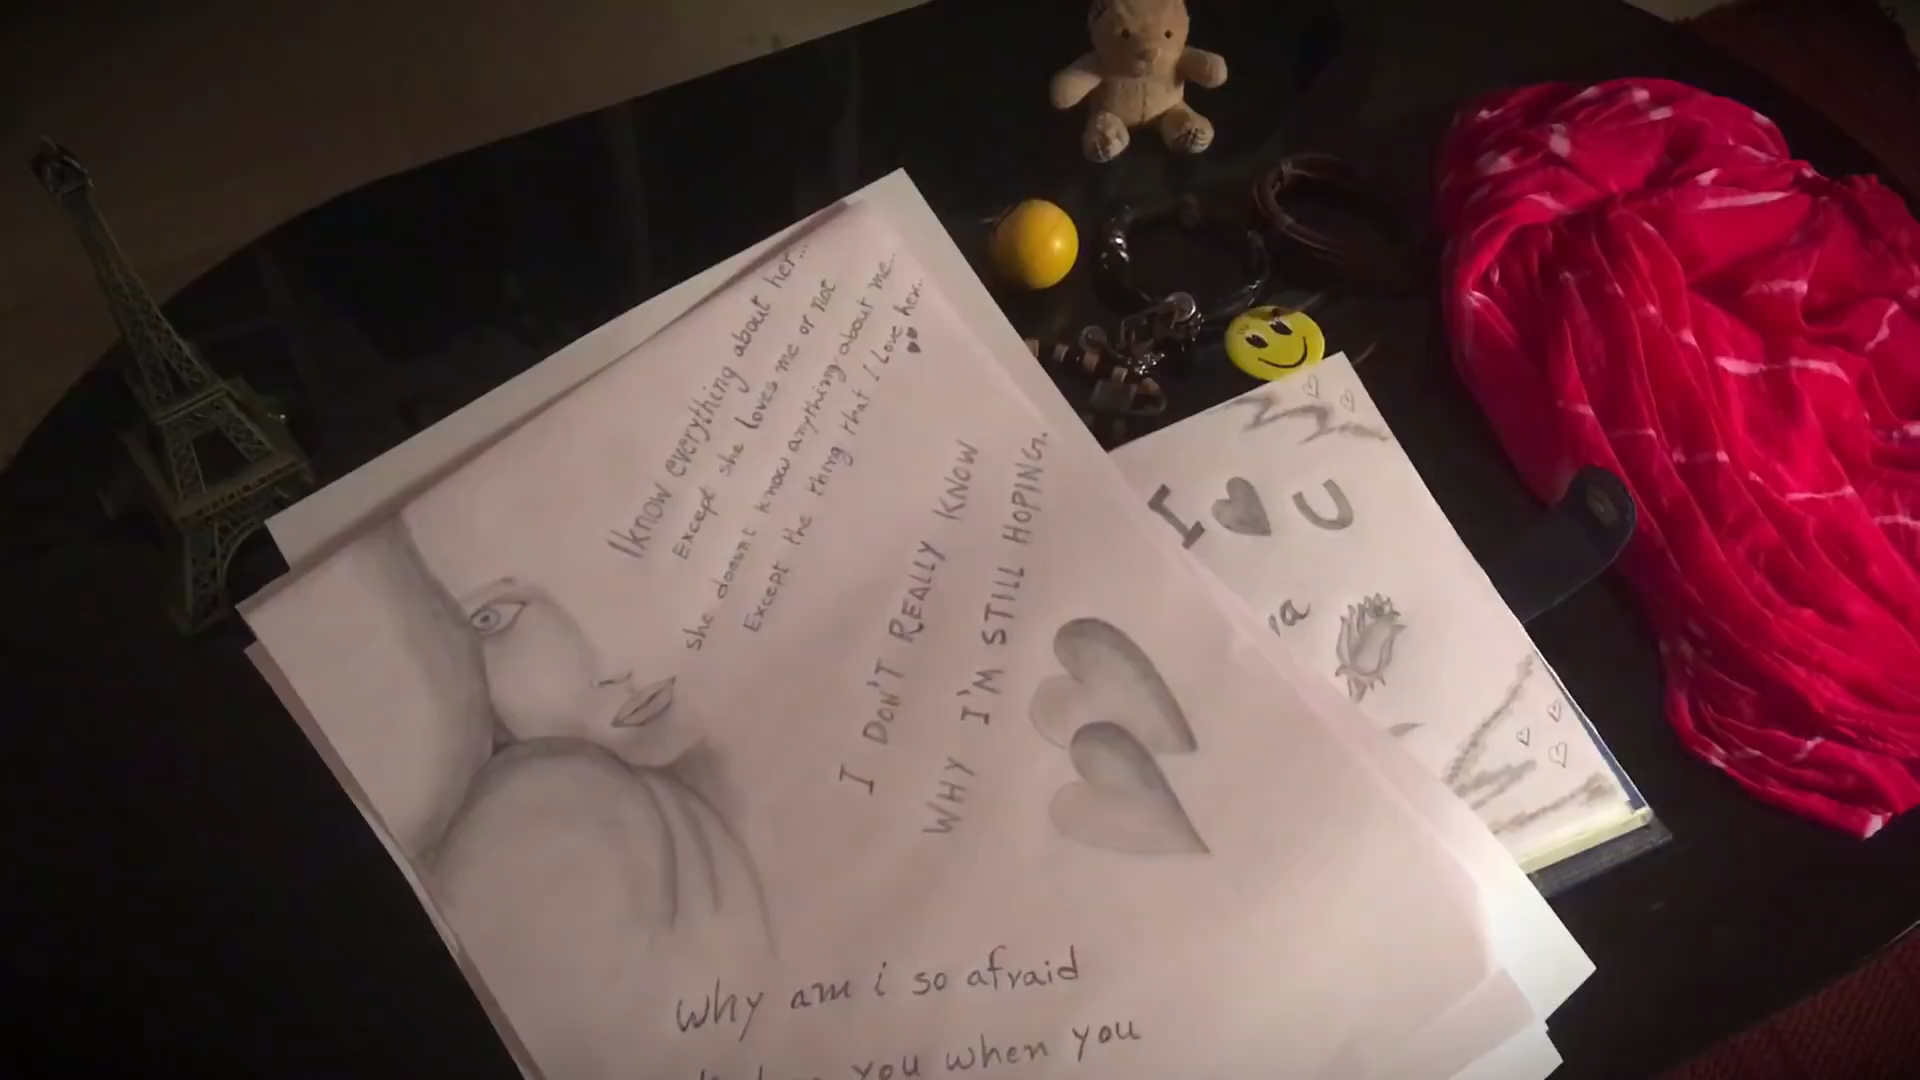 I know everything about her...
Except she loves me or not
she doesn't know anything about me...
Except the thing that I Love her.
I DON'T REALLY KNOW
WHY I'M STILL HOPING.
Why am i so afraid
you when you
I U